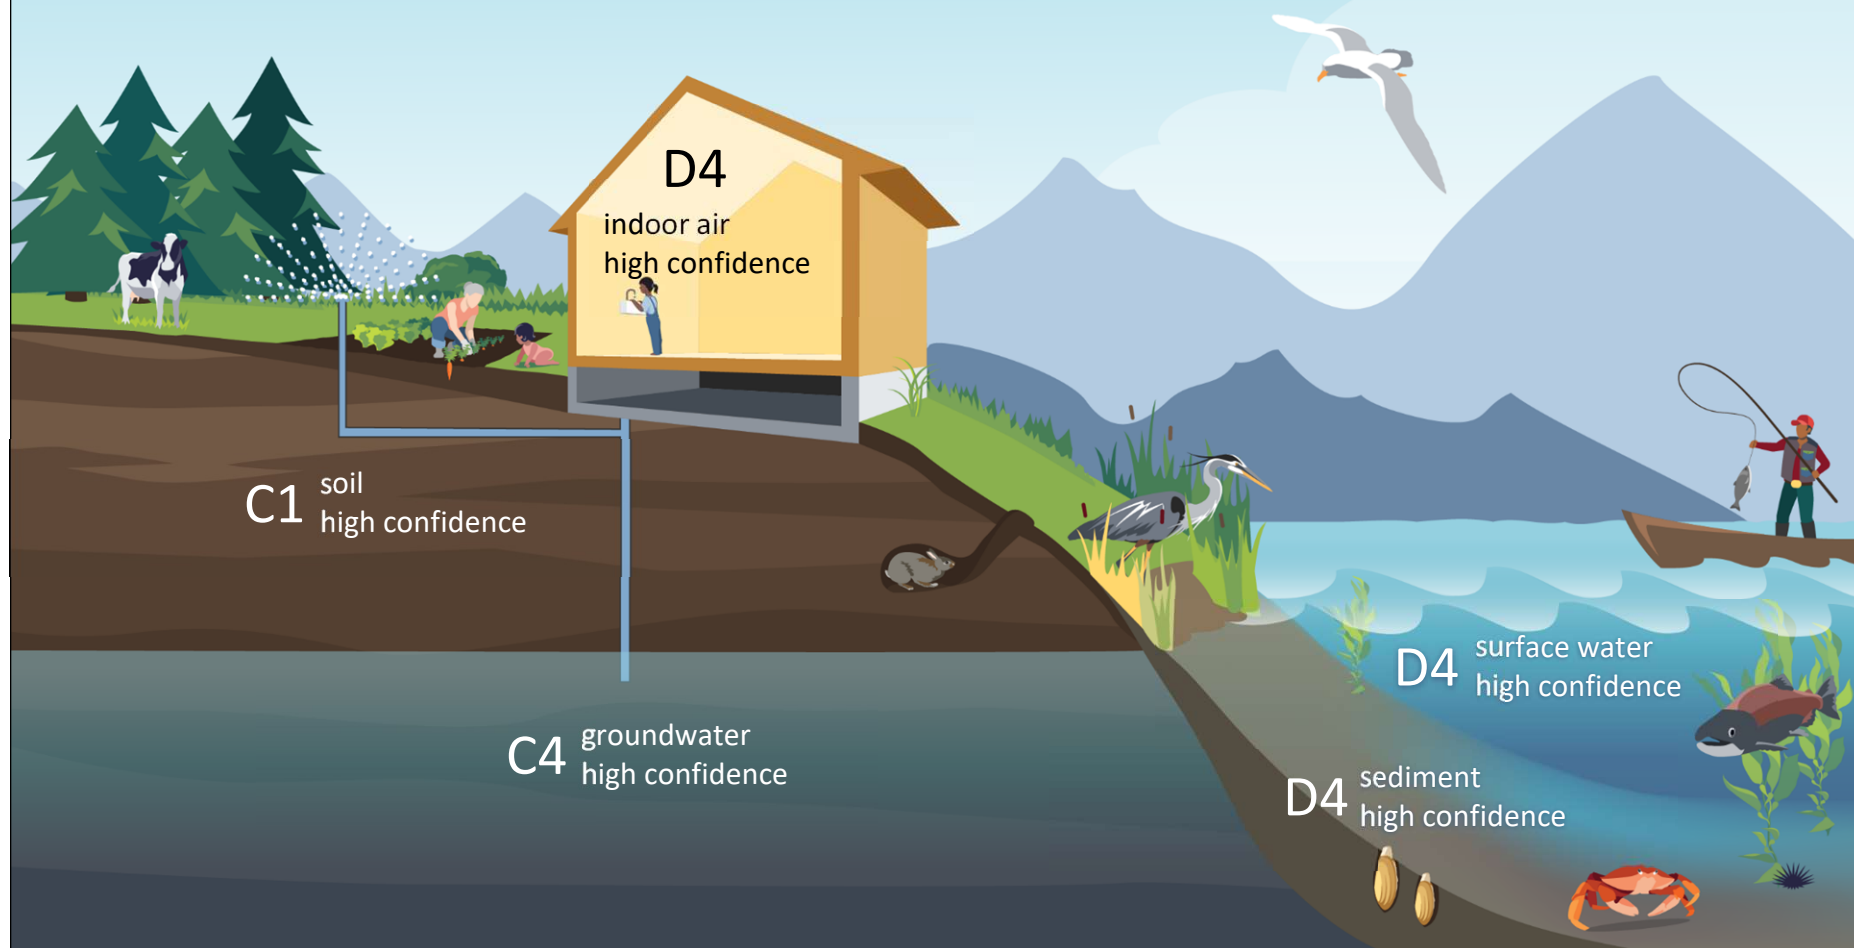 D4
indoor air
high confidence
C1
soil
high confidence
C4
groundwater
high confidence
D4
surface water
high confidence
D4
sediment
high confidence